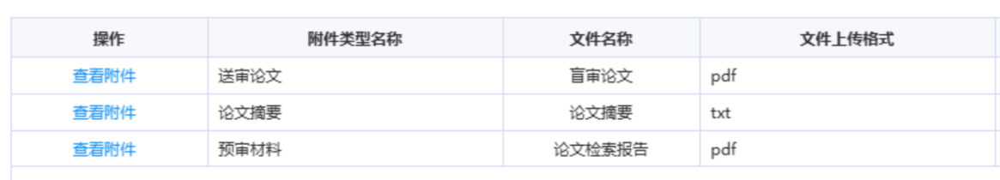 操作 附件类型名称 文件名称 文件上传格式
查看附件 送审论文 盲审论文 pdf
查看附件 论文摘要 论文摘要 txt
查看附件 预审材料 论文检索报告 pdf